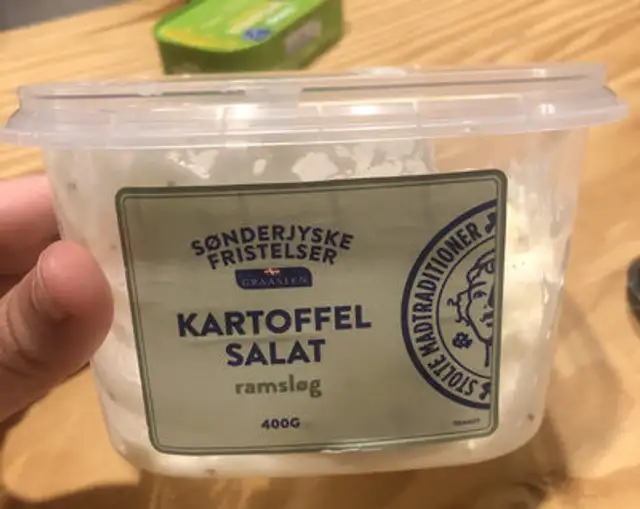 SØNDERJYSKE
FRISTELSER
GRAASTEN
KARTOFFEL
SALAT
ramsløg
400G
STOLTE MADTRADITIONER